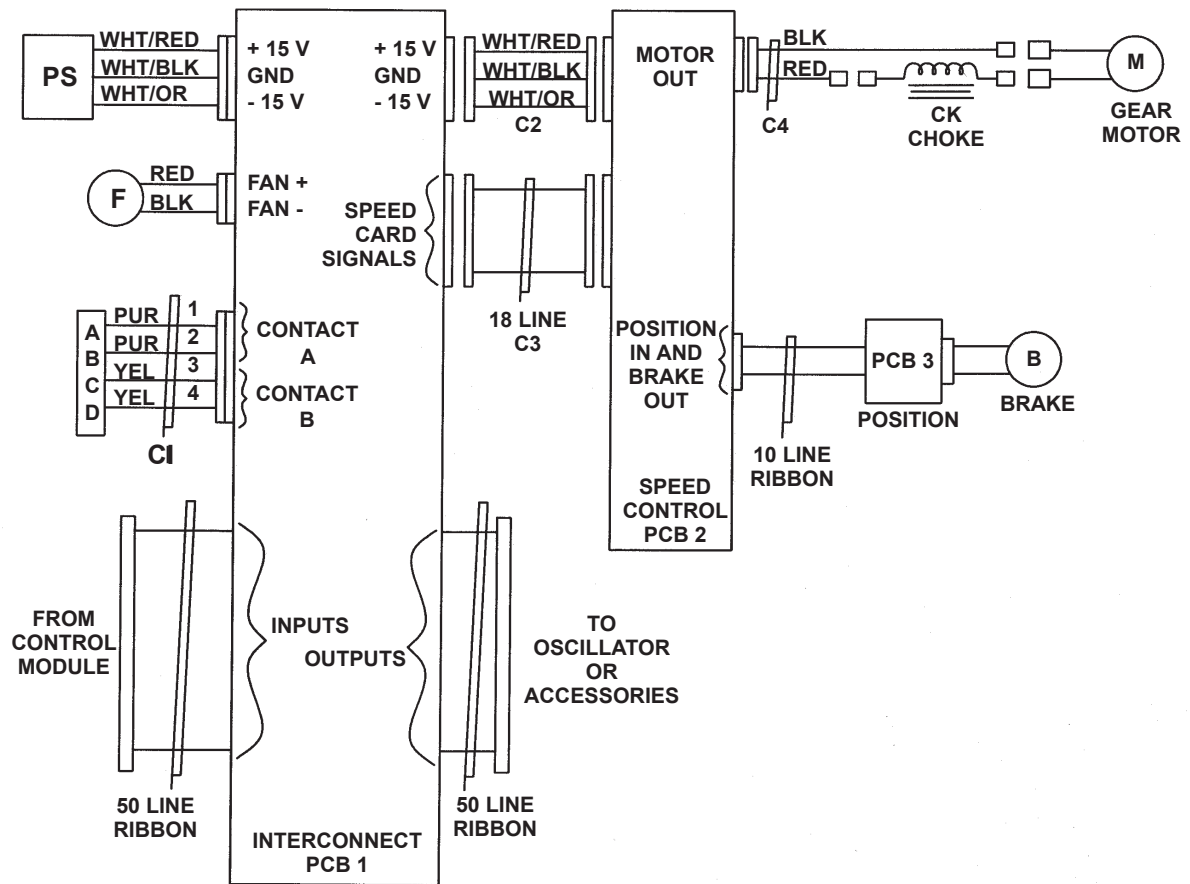 PS
WHT/RED
WHT/BLK
WHT/OR
+ 15 V
GND
- 15 V
+ 15 V
GND
- 15 V
WHT/RED
WHT/BLK
WHT/OR
C2
MOTOR
OUT
BLK
RED
C4
CK
CHOKE
M
GEAR
MOTOR
F
RED
BLK
FAN +
FAN -
SPEED
CARD
SIGNALS
18 LINE
C3
A
B
C
D
PUR
PUR
YEL
YEL
1
2
3
4
C1
CONTACT
A
CONTACT
B
POSITION
IN AND
BRAKE
OUT
10 LINE
RIBBON
PCB 3
POSITION
B
BRAKE
SPEED
CONTROL
PCB 2
FROM
CONTROL
MODULE
50 LINE
RIBBON
INPUTS
OUTPUTS
TO
OSCILLATOR
OR
ACCESSORIES
50 LINE
RIBBON
INTERCONNECT
PCB 1